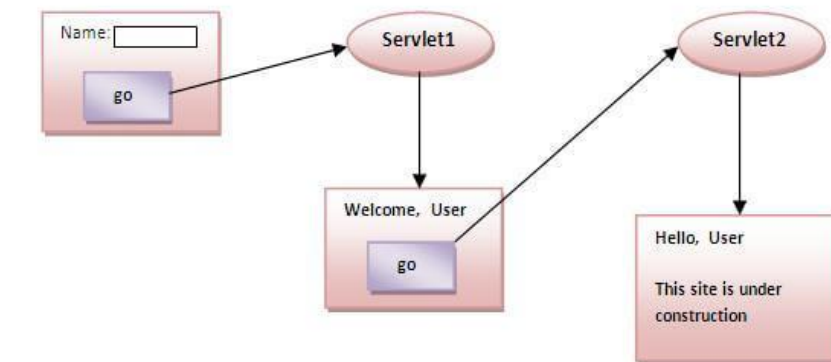 Name:
go
Servlet1
Welcome, User
go
Servlet2
Hello, User
This site is under
construction